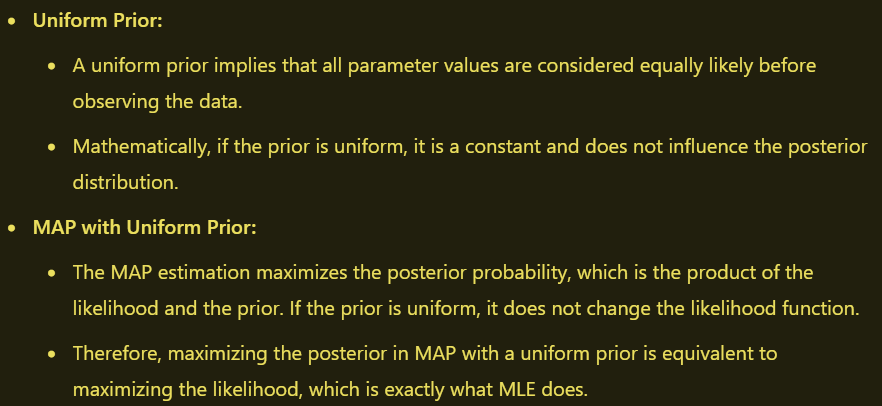 • Uniform Prior:
• A uniform prior implies that all parameter values are considered equally likely before
observing the data.
• Mathematically, if the prior is uniform, it is a constant and does not influence the posterior
distribution.
• MAP with Uniform Prior:
• The MAP estimation maximizes the posterior probability, which is the product of the
likelihood and the prior. If the prior is uniform, it does not change the likelihood function.
• Therefore, maximizing the posterior in MAP with a uniform prior is equivalent to
maximizing the likelihood, which is exactly what MLE does.